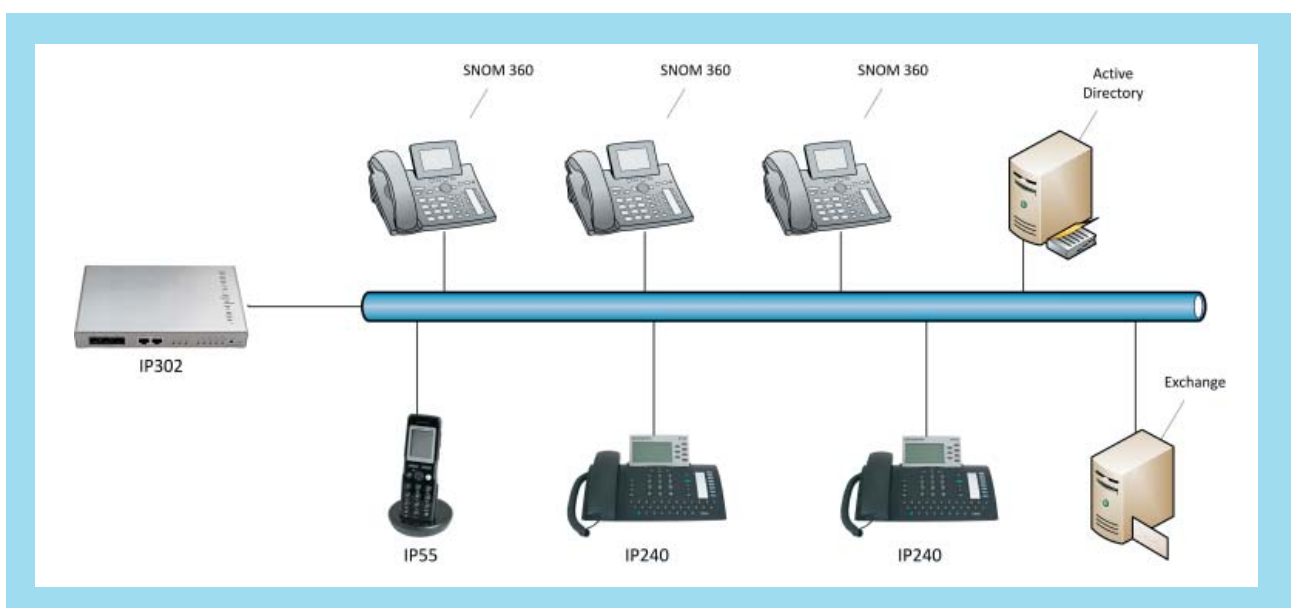 SNOM 360
SNOM 360
SNOM 360
Active
Directory
IP302
Exchange
IP55
IP240
IP240